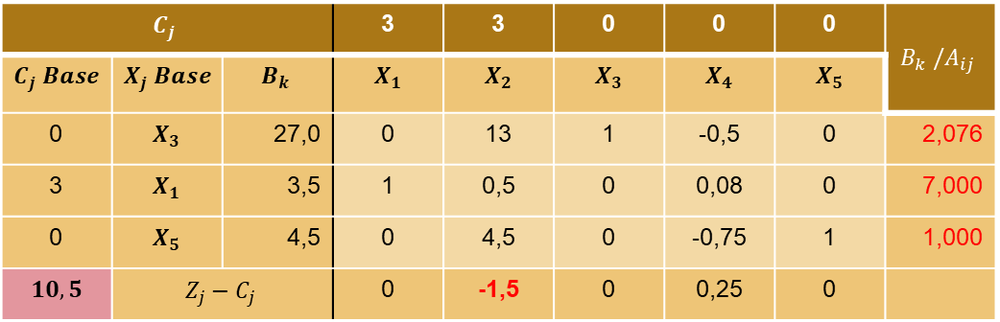 C_j 3 3 0 0 0 B_k /A_ij
C_j Base X_j Base B_k X_1 X_2 X_3 X_4 X_5
0 X_3 27,0 0 13 1 -0,5 0 2,076
3 X_1 3,5 1 0,5 0 0,08 0 7,000
0 X_5 4,5 0 4,5 0 -0,75 1 1,000
10,5 Z_j − C_j 0 -1,5 0 0,25 0